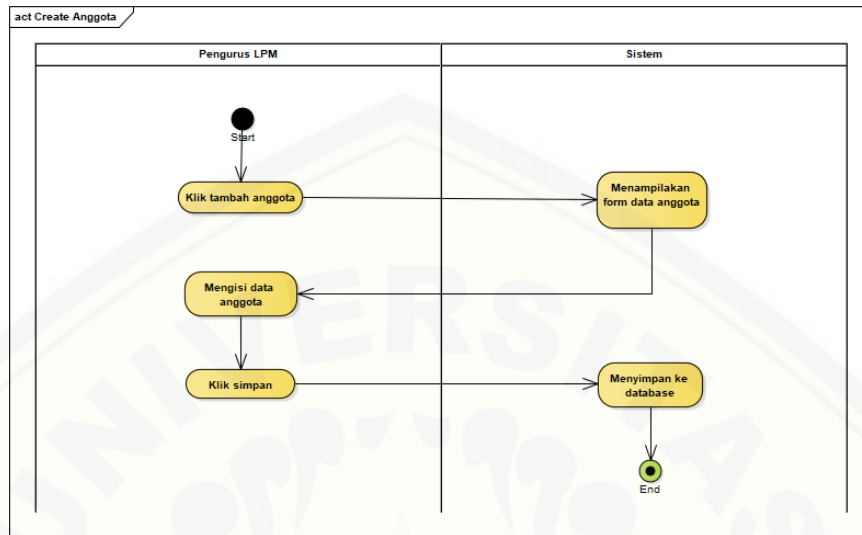 act Create Anggota
Pengurus LPM
Sistem
Start
Klik tambah anggota
Menampilakan
form data anggota
Mengisi data
anggota
Klik simpan
Menyimpan ke
database
End
UNIVERSITAS